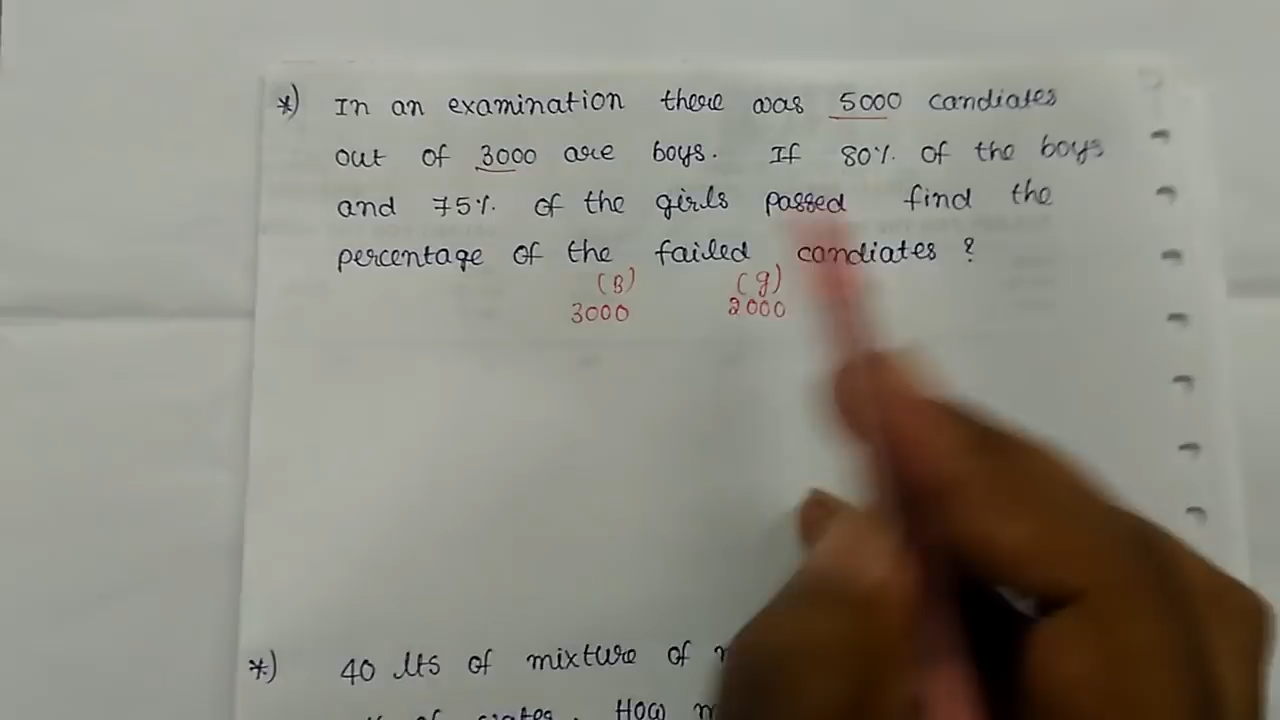 *) In an examination there was 5000 candiates
out of 3000 are boys. If 80% of the boys
and 75% of the girls passed find the
percentage of the failed candiates ?
(B) (g)
3000 2000
*) 40 lts of mixture of
How